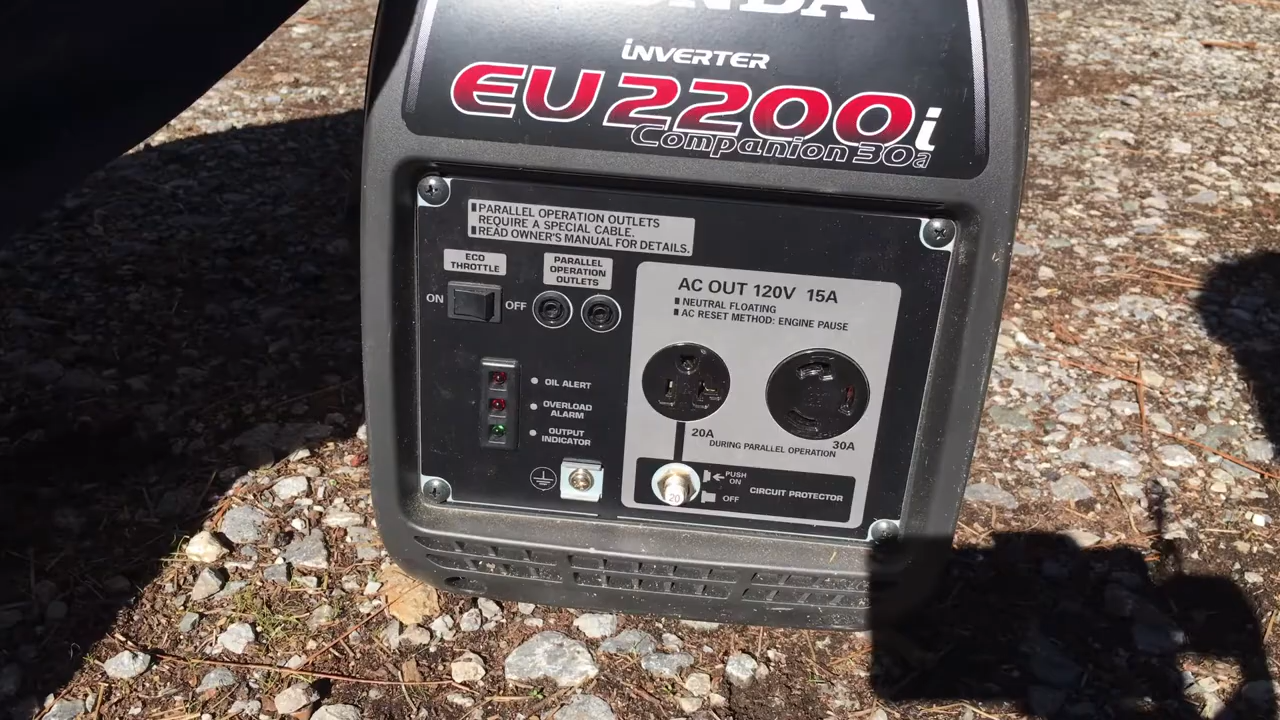 HONDA
INVERTER
EU2200i
Companion 30a
PARALLEL OPERATION OUTLETS
REQUIRE A SPECIAL CABLE.
READ OWNER'S MANUAL FOR DETAILS.
ECO
THROTTLE
PARALLEL
OPERATION
OUTLETS
ON
OFF
AC OUT 120V 15A
NEUTRAL FLOATING
AC RESET METHOD: ENGINE PAUSE
OIL ALERT
OVERLOAD
ALARM
OUTPUT
INDICATOR
20A
30A
DURING PARALLEL OPERATION
PUSH
ON
OFF
CIRCUIT PROTECTOR
20